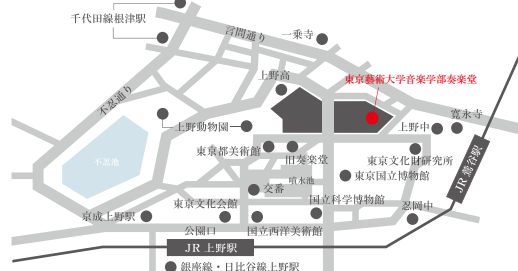 千代田線根津駅
言問通り
一乗寺
不忍通り
上野高
東京藝術大学音楽学部奏楽堂
寛永寺
上野動物園
上野中
東京都美術館
旧奏楽堂
東京文化財研究所
不忍池
噴水池
東京国立博物館
JR 鶯谷駅
交番
国立科学博物館
京成上野駅
東京文化会館
忍岡中
公園口
国立西洋美術館
JR 上野駅
銀座線・日比谷線上野駅